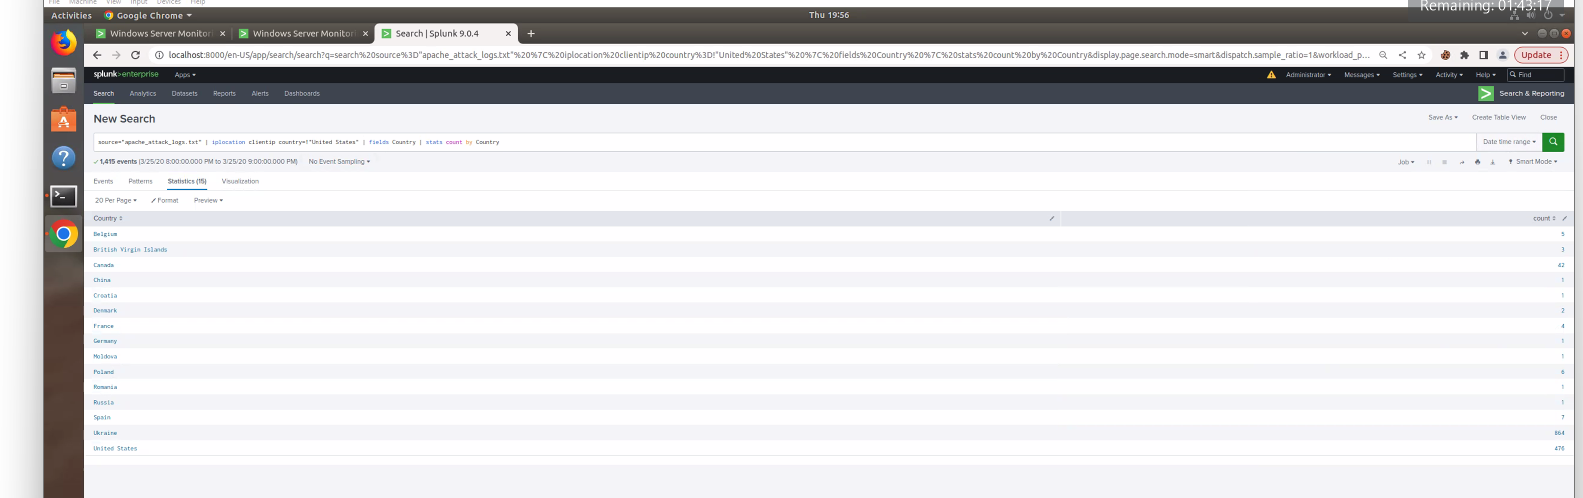 File Machine View Input Devices Help
Remaining: 01:43:17
Activities Google Chrome Thu 19:56
Windows Server Monitor × Windows Server Monitor × Search | Splunk 9.0.4 × +
localhost:8000/en-US/app/search/search?q=search%20source%3D"apache_attack_logs.txt"%20%7C%20iplocation%20clientip%20country%3D!"United%20States"%20%7C%20fields%20Country%20%7C%20stats%20count%20by%20Country&display.page.search.mode=smart&dispatch.sample_ratio=1&workload_p... Update
splunk>enterprise Apps Administrator Messages Settings Activity Help Find
Search Analytics Datasets Reports Alerts Dashboards Search & Reporting
New Search Save As Create Table View Close
source="apache_attack_logs.txt" | iplocation clientip country=!"United States" | fields Country | stats count by Country Date time range
1,415 events (3/25/20 8:00:00.000 PM to 3/25/20 9:00:00.000 PM) No Event Sampling Job Smart Mode
Events Patterns Statistics (15) Visualization
20 Per Page Format Preview
Country count
Belgium 5
British Virgin Islands 3
Canada 42
China 1
Croatia 1
Denmark 2
France 4
Germany 1
Moldova 1
Poland 6
Romania 1
Russia 1
Spain 7
Ukraine 864
United States 476